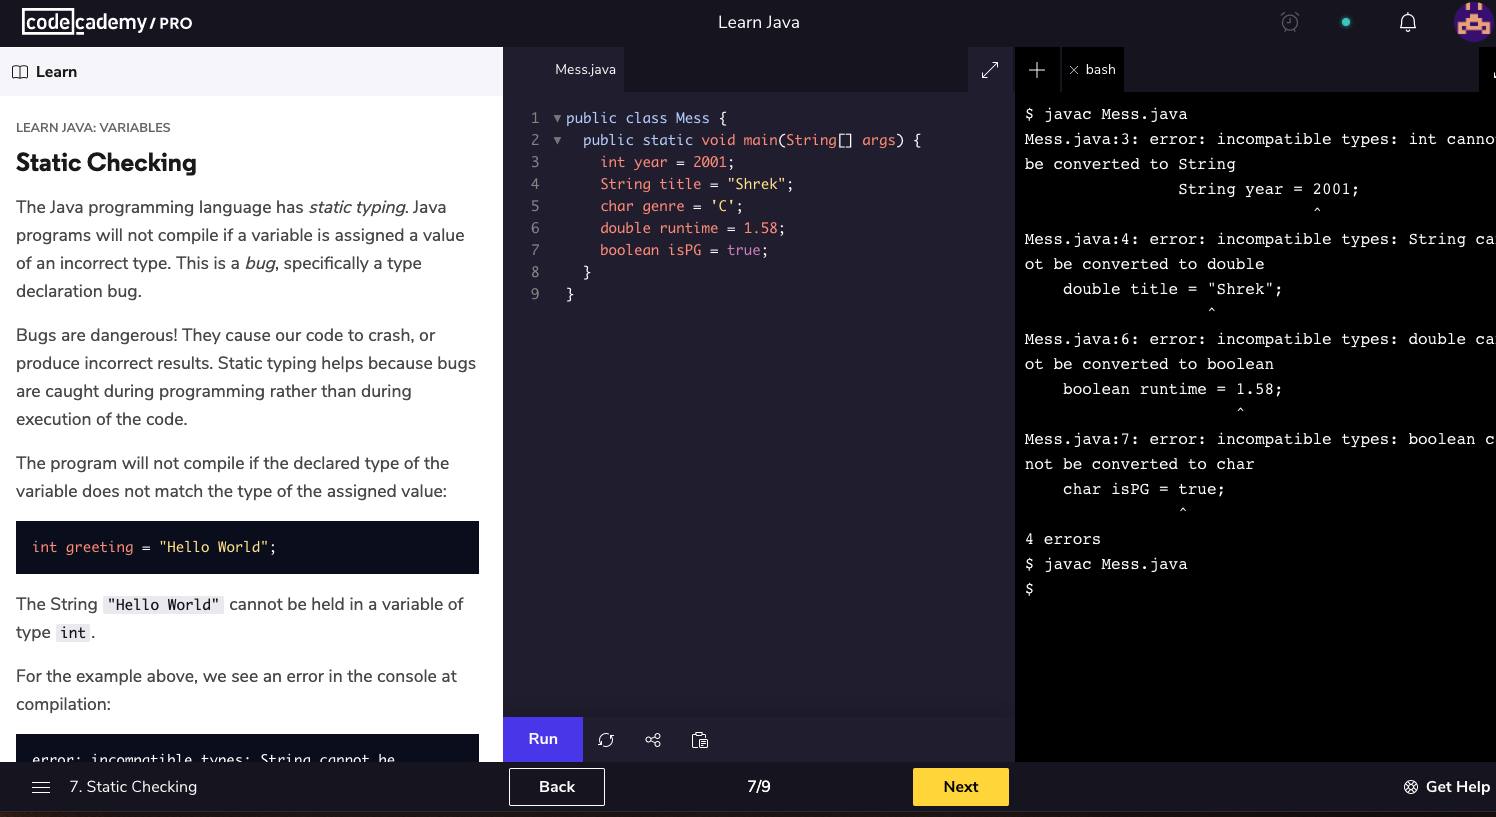 codecademy/PRO
Learn Java
Learn
LEARN JAVA: VARIABLES
Static Checking
The Java programming language has static typing. Java
programs will not compile if a variable is assigned a value
of an incorrect type. This is a bug, specifically a type
declaration bug.
Bugs are dangerous! They cause our code to crash, or
produce incorrect results. Static typing helps because bugs
are caught during programming rather than during
execution of the code.
The program will not compile if the declared type of the
variable does not match the type of the assigned value:
int greeting = "Hello World";
The String "Hello World" cannot be held in a variable of
type int.
For the example above, we see an error in the console at
compilation:
error: incompatible types: String cannot be
Mess.java
1 public class Mess {
2 public static void main(String[] args) {
3 int year = 2001;
4 String title = "Shrek";
5 char genre = 'C';
6 double runtime = 1.58;
7 boolean isPG = true;
8 }
9 }
× bash
$ javac Mess.java
Mess.java:3: error: incompatible types: int canno
be converted to String
String year = 2001;
^
Mess.java:4: error: incompatible types: String ca
ot be converted to double
double title = "Shrek";
^
Mess.java:6: error: incompatible types: double ca
ot be converted to boolean
boolean runtime = 1.58;
^
Mess.java:7: error: incompatible types: boolean c
not be converted to char
char isPG = true;
^
4 errors
$ javac Mess.java
$
Run
7. Static Checking
Back
7/9
Next
Get Help